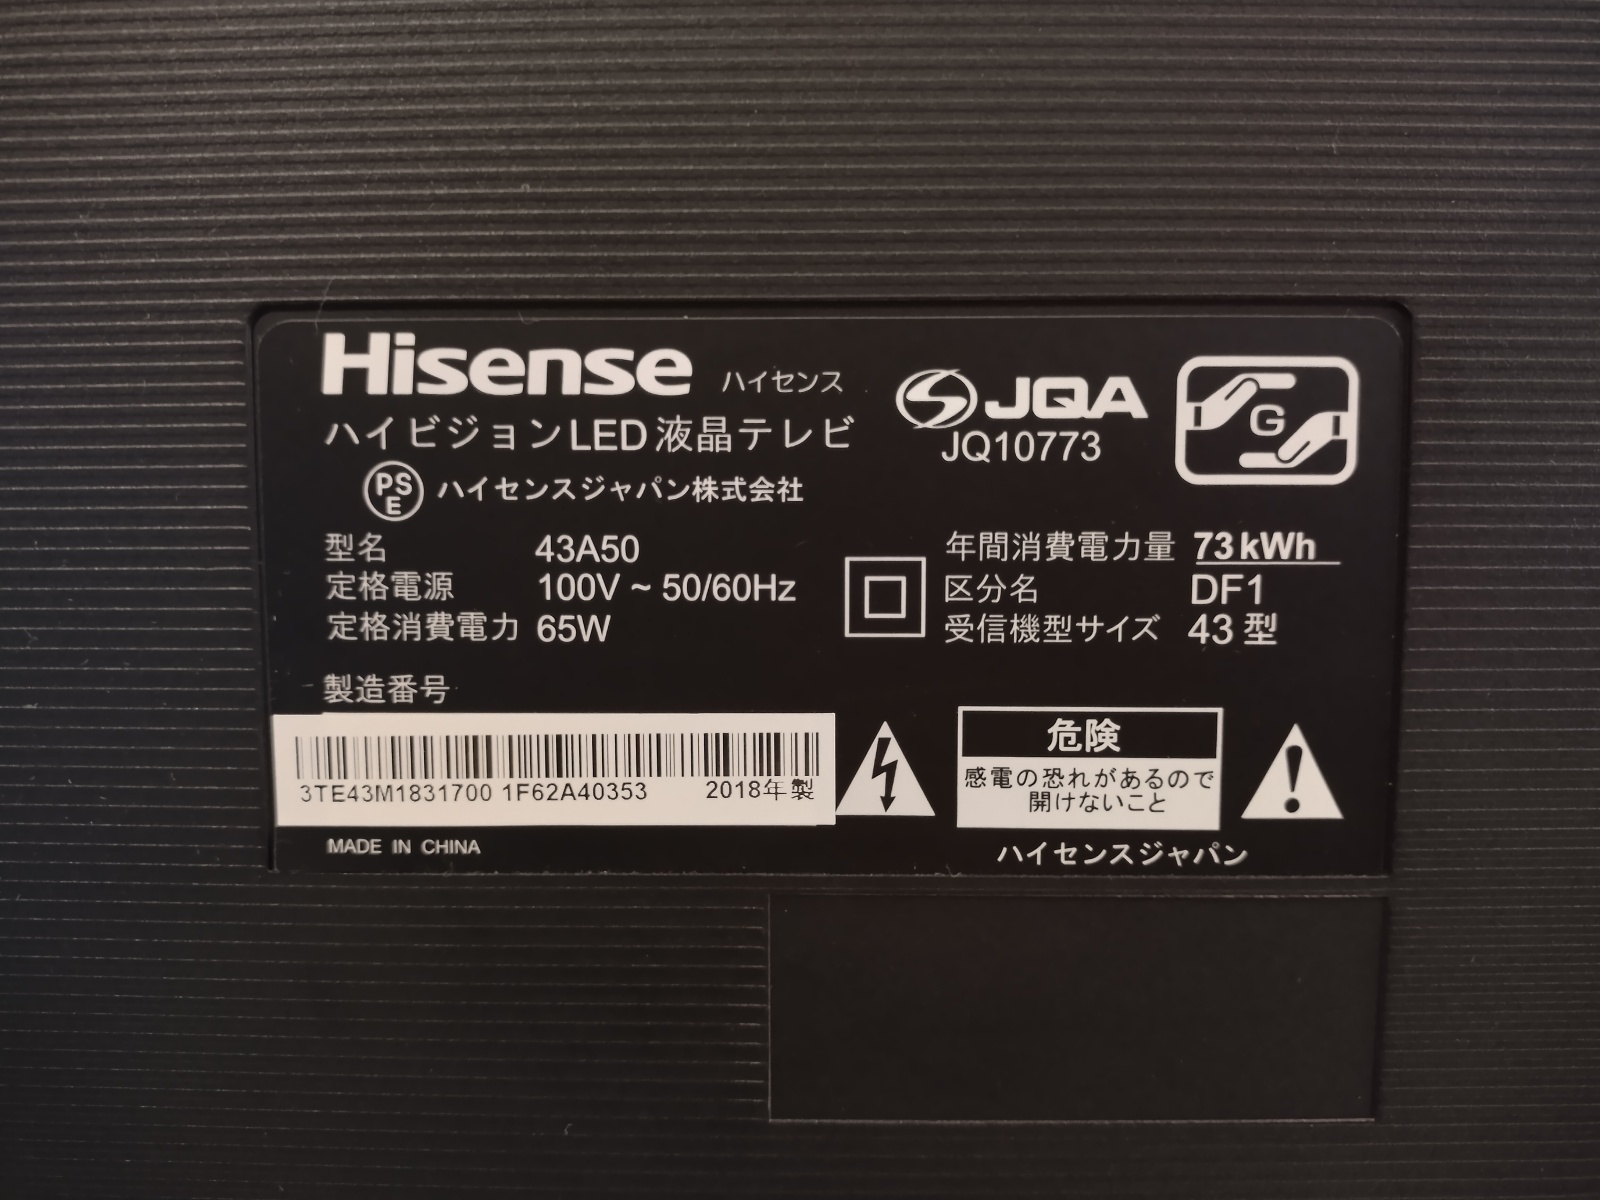 Hisense ハイセンス
ハイビジョンLED液晶テレビ
PSE ハイセンスジャパン株式会社
JQA
JQ10773
G
型名 43A50
定格電源 100V ~ 50/60Hz
定格消費電力 65W
年間消費電力量 73kWh
区分名 DF1
受信機型サイズ 43型
製造番号
3TE43M1831700 1F62A40353 2018年製
MADE IN CHINA
危険
感電の恐れがあるので
開けないこと
ハイセンスジャパン